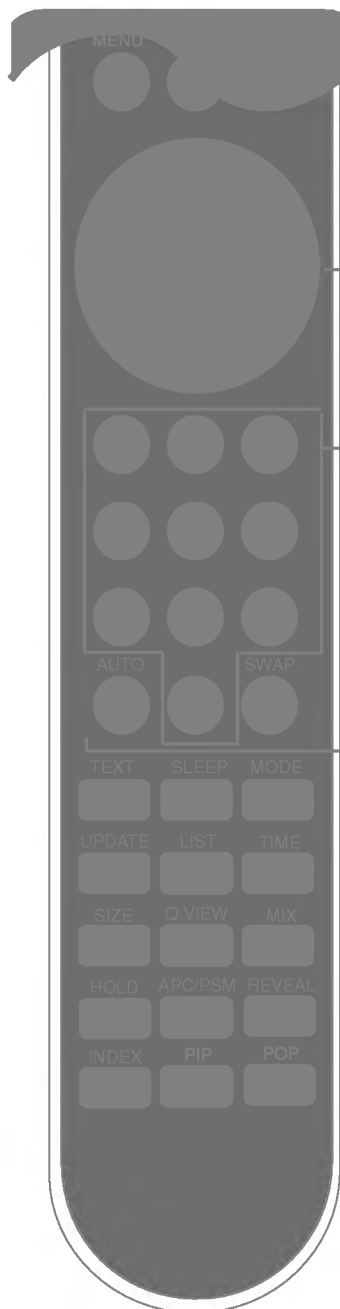 MENU
AUTO SWAP
TEXT SLEEP MODE
UPDATE LIST TIME
SIZE Q.VIEW MIX
HOLD APC/PSM REVEAL
INDEX PIP POP